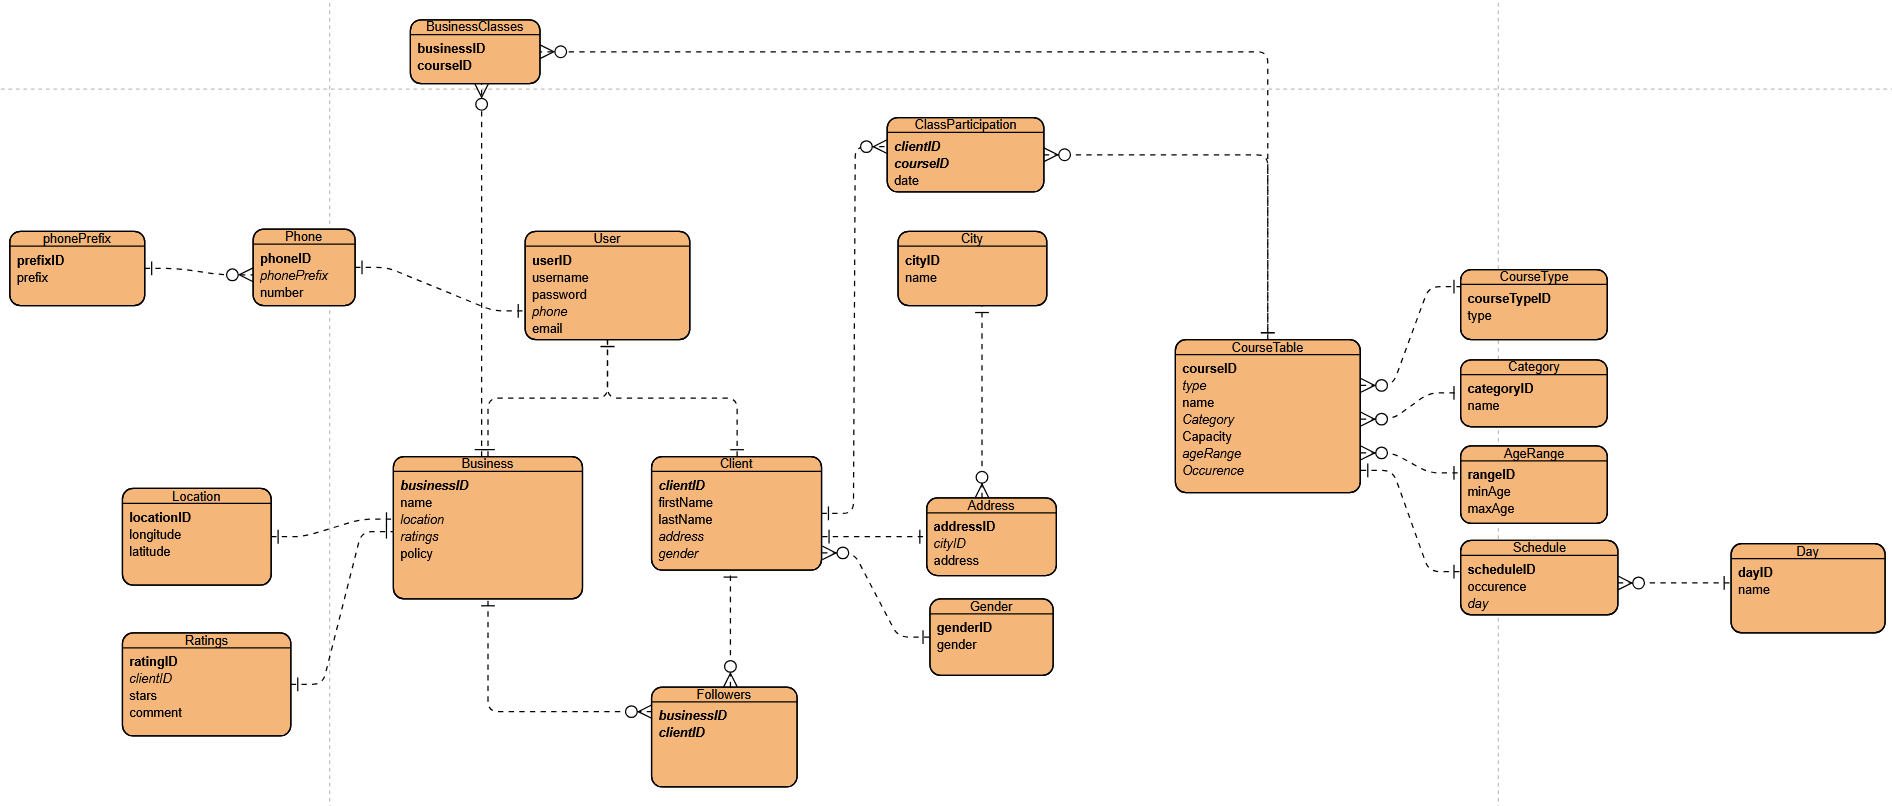 BusinessClasses
businessID
courseID
ClassParticipation
clientID
courseID
date
phonePrefix
prefixID
prefix
Phone
phoneID
phonePrefix
number
User
userID
username
password
phone
email
City
cityID
name
CourseType
courseTypeID
type
CourseTable
courseID
type
name
Category
Capacity
ageRange
Occurence
Category
categoryID
name
AgeRange
rangeID
minAge
maxAge
Business
businessID
name
location
ratings
policy
Client
clientID
firstName
lastName
address
gender
Location
locationID
longitude
latitude
Address
addressID
cityID
address
Schedule
scheduleID
occurence
day
Day
dayID
name
Gender
genderID
gender
Ratings
ratingID
clientID
stars
comment
Followers
businessID
clientID